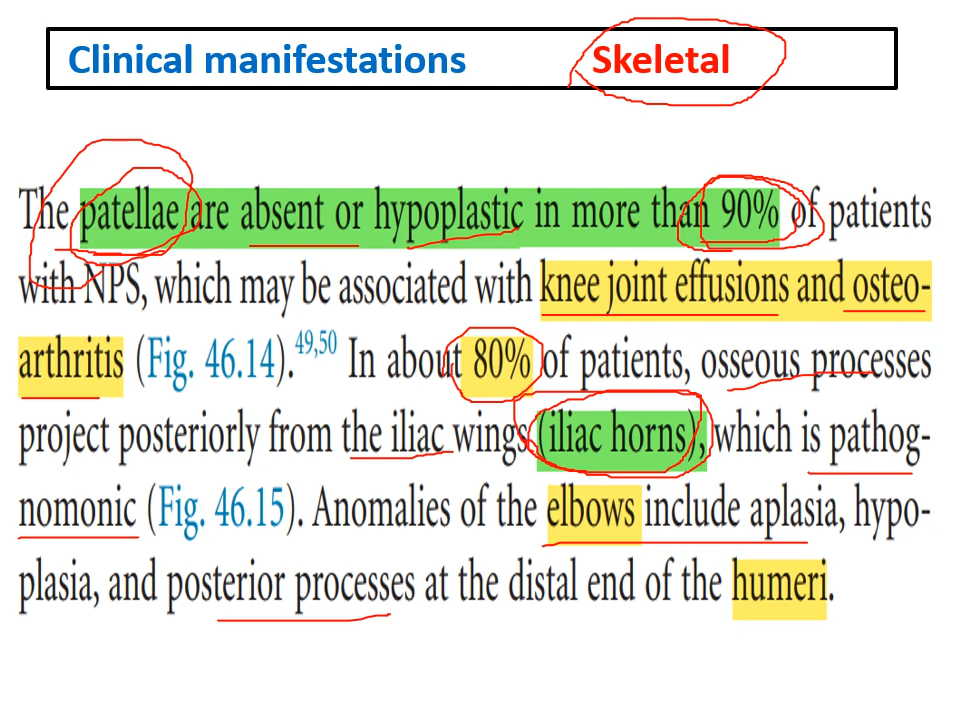 Clinical manifestations Skeletal
The patellae are absent or hypoplastic in more than 90% of patients
with NPS, which may be associated with knee joint effusions and osteo-
arthritis (Fig. 46.14).49,50 In about 80% of patients, osseous processes
project posteriorly from the iliac wings (iliac horns), which is pathog-
nomonic (Fig. 46.15). Anomalies of the elbows include aplasia, hypo-
plasia, and posterior processes at the distal end of the humeri.